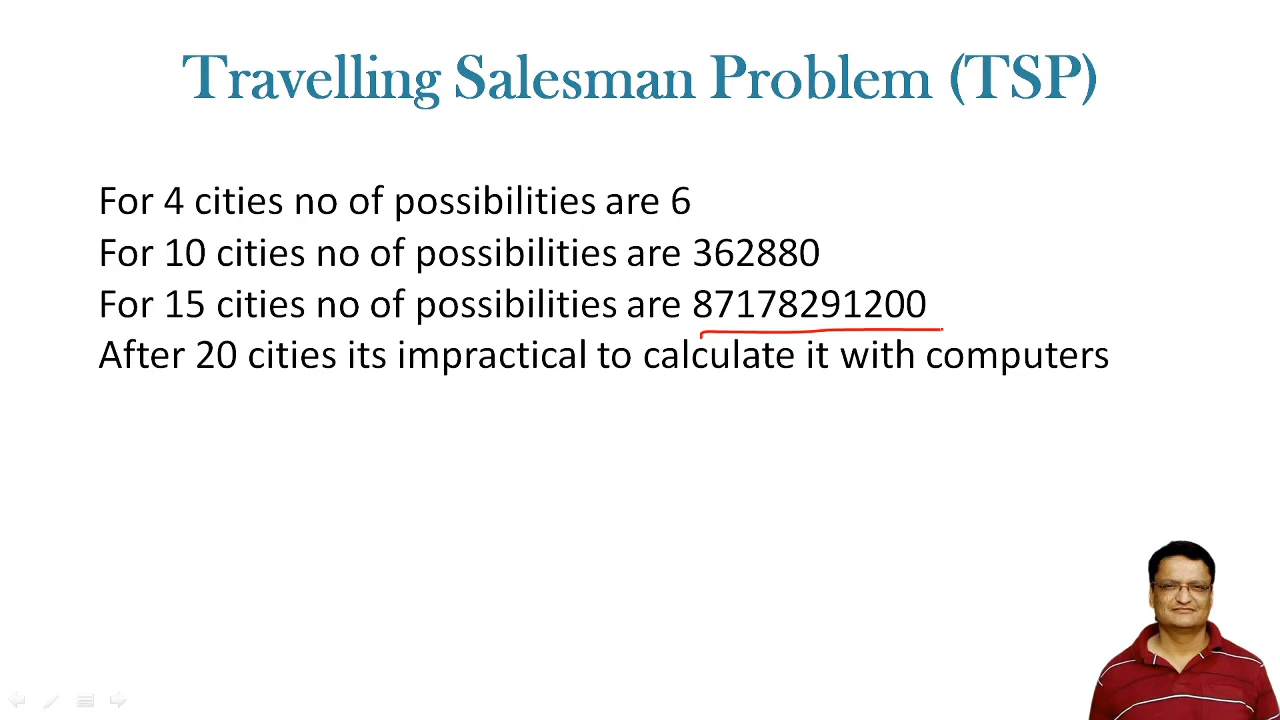 Travelling Salesman Problem (TSP)
For 4 cities no of possibilities are 6
For 10 cities no of possibilities are 362880
For 15 cities no of possibilities are 87178291200
After 20 cities its impractical to calculate it with computers